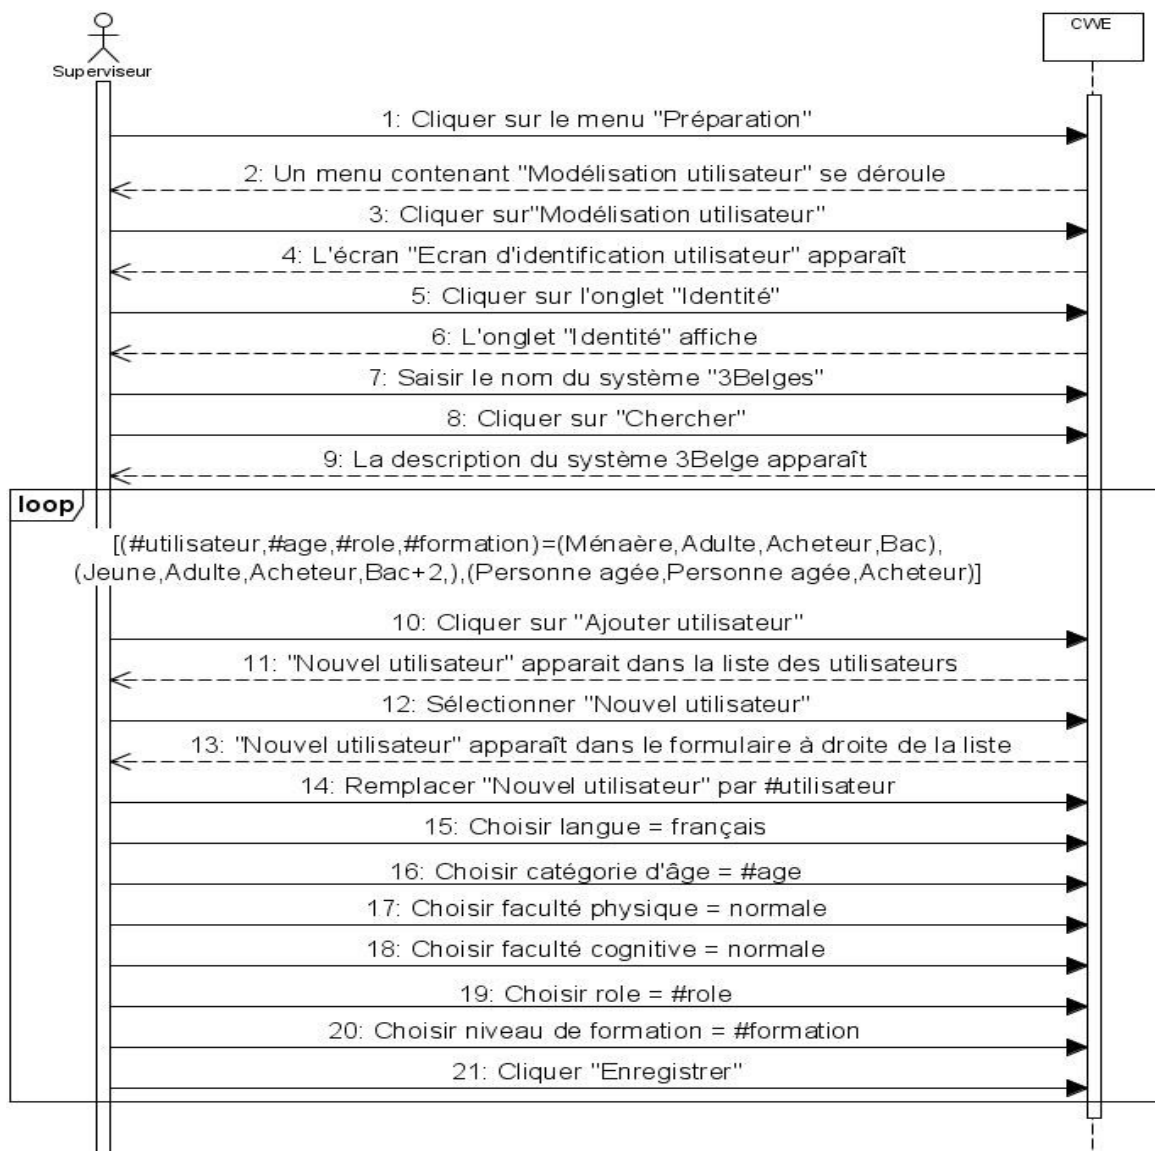 Superviseur
CWE
1: Cliquer sur le menu "Préparation"
2: Un menu contenant "Modélisation utilisateur" se déroule
3: Cliquer sur"Modélisation utilisateur"
4: L'écran "Ecran d'identification utilisateur" apparaît
5: Cliquer sur l'onglet "Identité"
6: L'onglet "Identité" affiche
7: Saisir le nom du système "3Belges"
8: Cliquer sur "Chercher"
9: La description du système 3Belge apparaît
loop
[(#utilisateur,#age,#role,#formation)=(Ménaère,Adulte,Acheteur,Bac),
(Jeune,Adulte,Acheteur,Bac+2,),(Personne agée,Personne agée,Acheteur)]
10: Cliquer sur "Ajouter utilisateur"
11: "Nouvel utilisateur" apparait dans la liste des utilisateurs
12: Sélectionner "Nouvel utilisateur"
13: "Nouvel utilisateur" apparaît dans le formulaire à droite de la liste
14: Remplacer "Nouvel utilisateur" par #utilisateur
15: Choisir langue = français
16: Choisir catégorie d'âge = #age
17: Choisir faculté physique = normale
18: Choisir faculté cognitive = normale
19: Choisir role = #role
20: Choisir niveau de formation = #formation
21: Cliquer "Enregistrer"